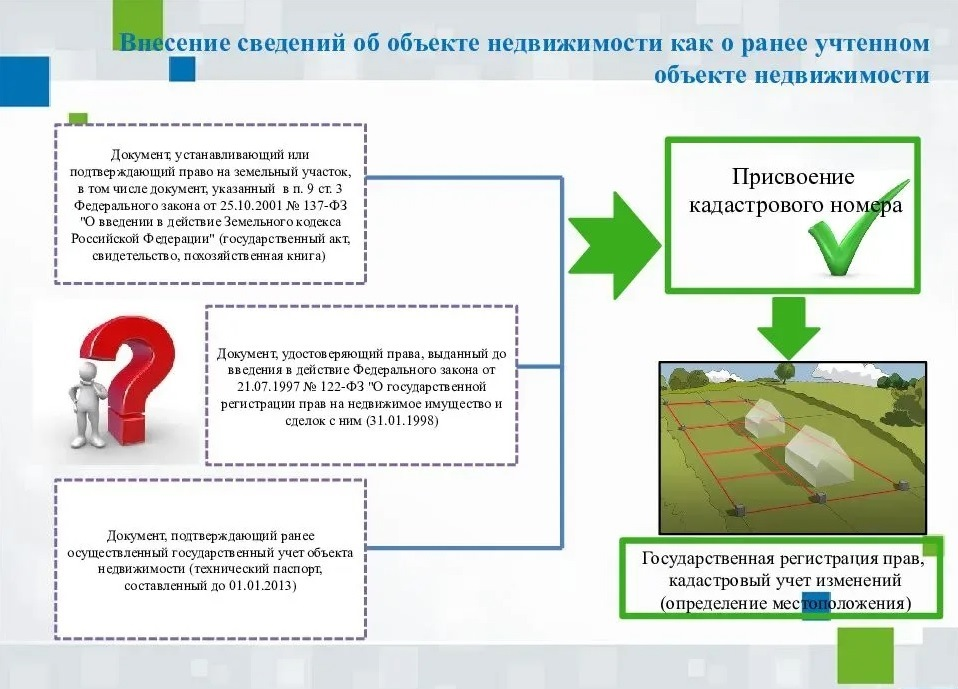 Внесение сведений об объекте недвижимости как о ранее учтенном
объекте недвижимости
Документ, устанавливающий или
подтверждающий право на земельный участок,
в том числе документ, указанный в п. 9 ст. 3
Федерального закона от 25.10.2001 № 137-ФЗ
"О введении в действие Земельного кодекса
Российской Федерации" (государственный акт,
свидетельство, похозяйственная книга)
Документ, удостоверяющий права, выданный до
введения в действие Федерального закона от
21.07.1997 № 122-ФЗ "О государственной
регистрации прав на недвижимое имущество и
сделок с ним (31.01.1998)
Документ, подтверждающий ранее
осуществленный государственный учет объекта
недвижимости (технический паспорт,
составленный до 01.01.2013)
Присвоение
кадастрового номера
Государственная регистрация прав,
кадастровый учет изменений
(определение местоположения)